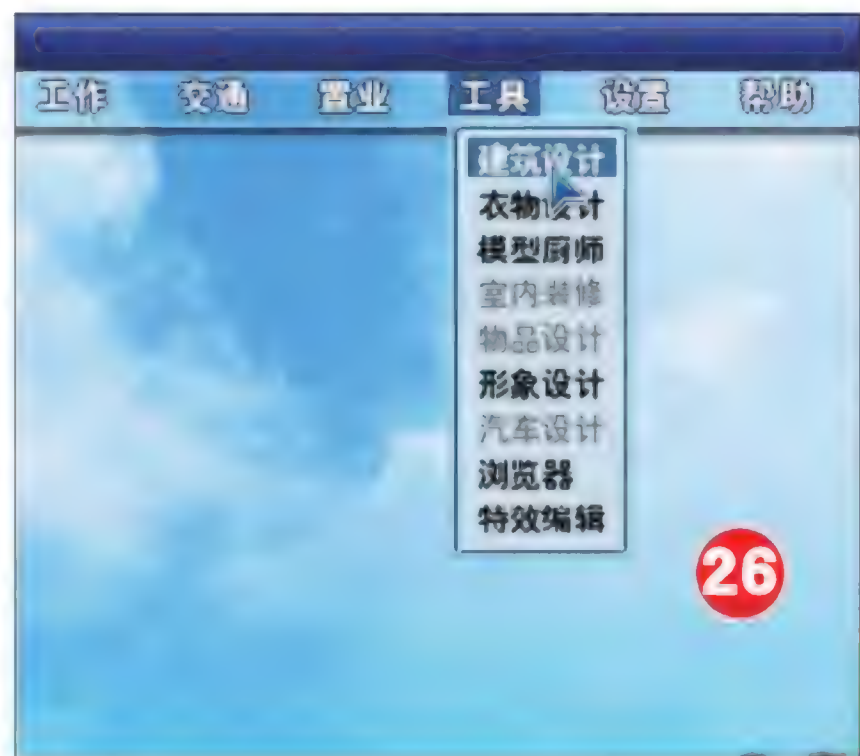 工作 交通 置业 工具 设置 帮助
建筑设计
衣物设计
模型厨师
室内装修
物品设计
形象设计
汽车设计
浏览器
特效编辑
26